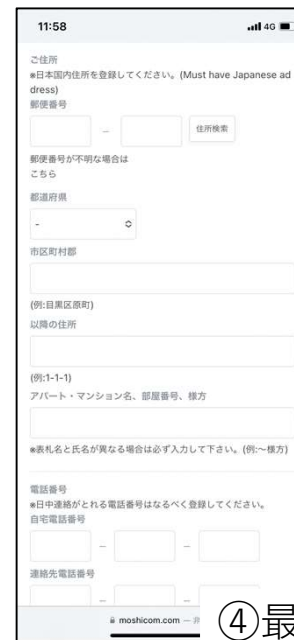 11:58
4G
ご住所
※日本国内住所を登録してください。(Must have Japanese ad
dress)
郵便番号
－
住所検索
郵便番号が不明な場合は
こちら
都道府県
-
市区町村郡
(例:目黒区原町)
以降の住所
(例:1-1-1)
アパート・マンション名、部屋番号、様方
※表札名と氏名が異なる場合は必ず入力して下さい。(例:〜様方)
電話番号
※日中連絡がとれる電話番号はなるべく登録してください。
自宅電話番号
－ －
連絡先電話番号
－ －
moshicom.com —
④最